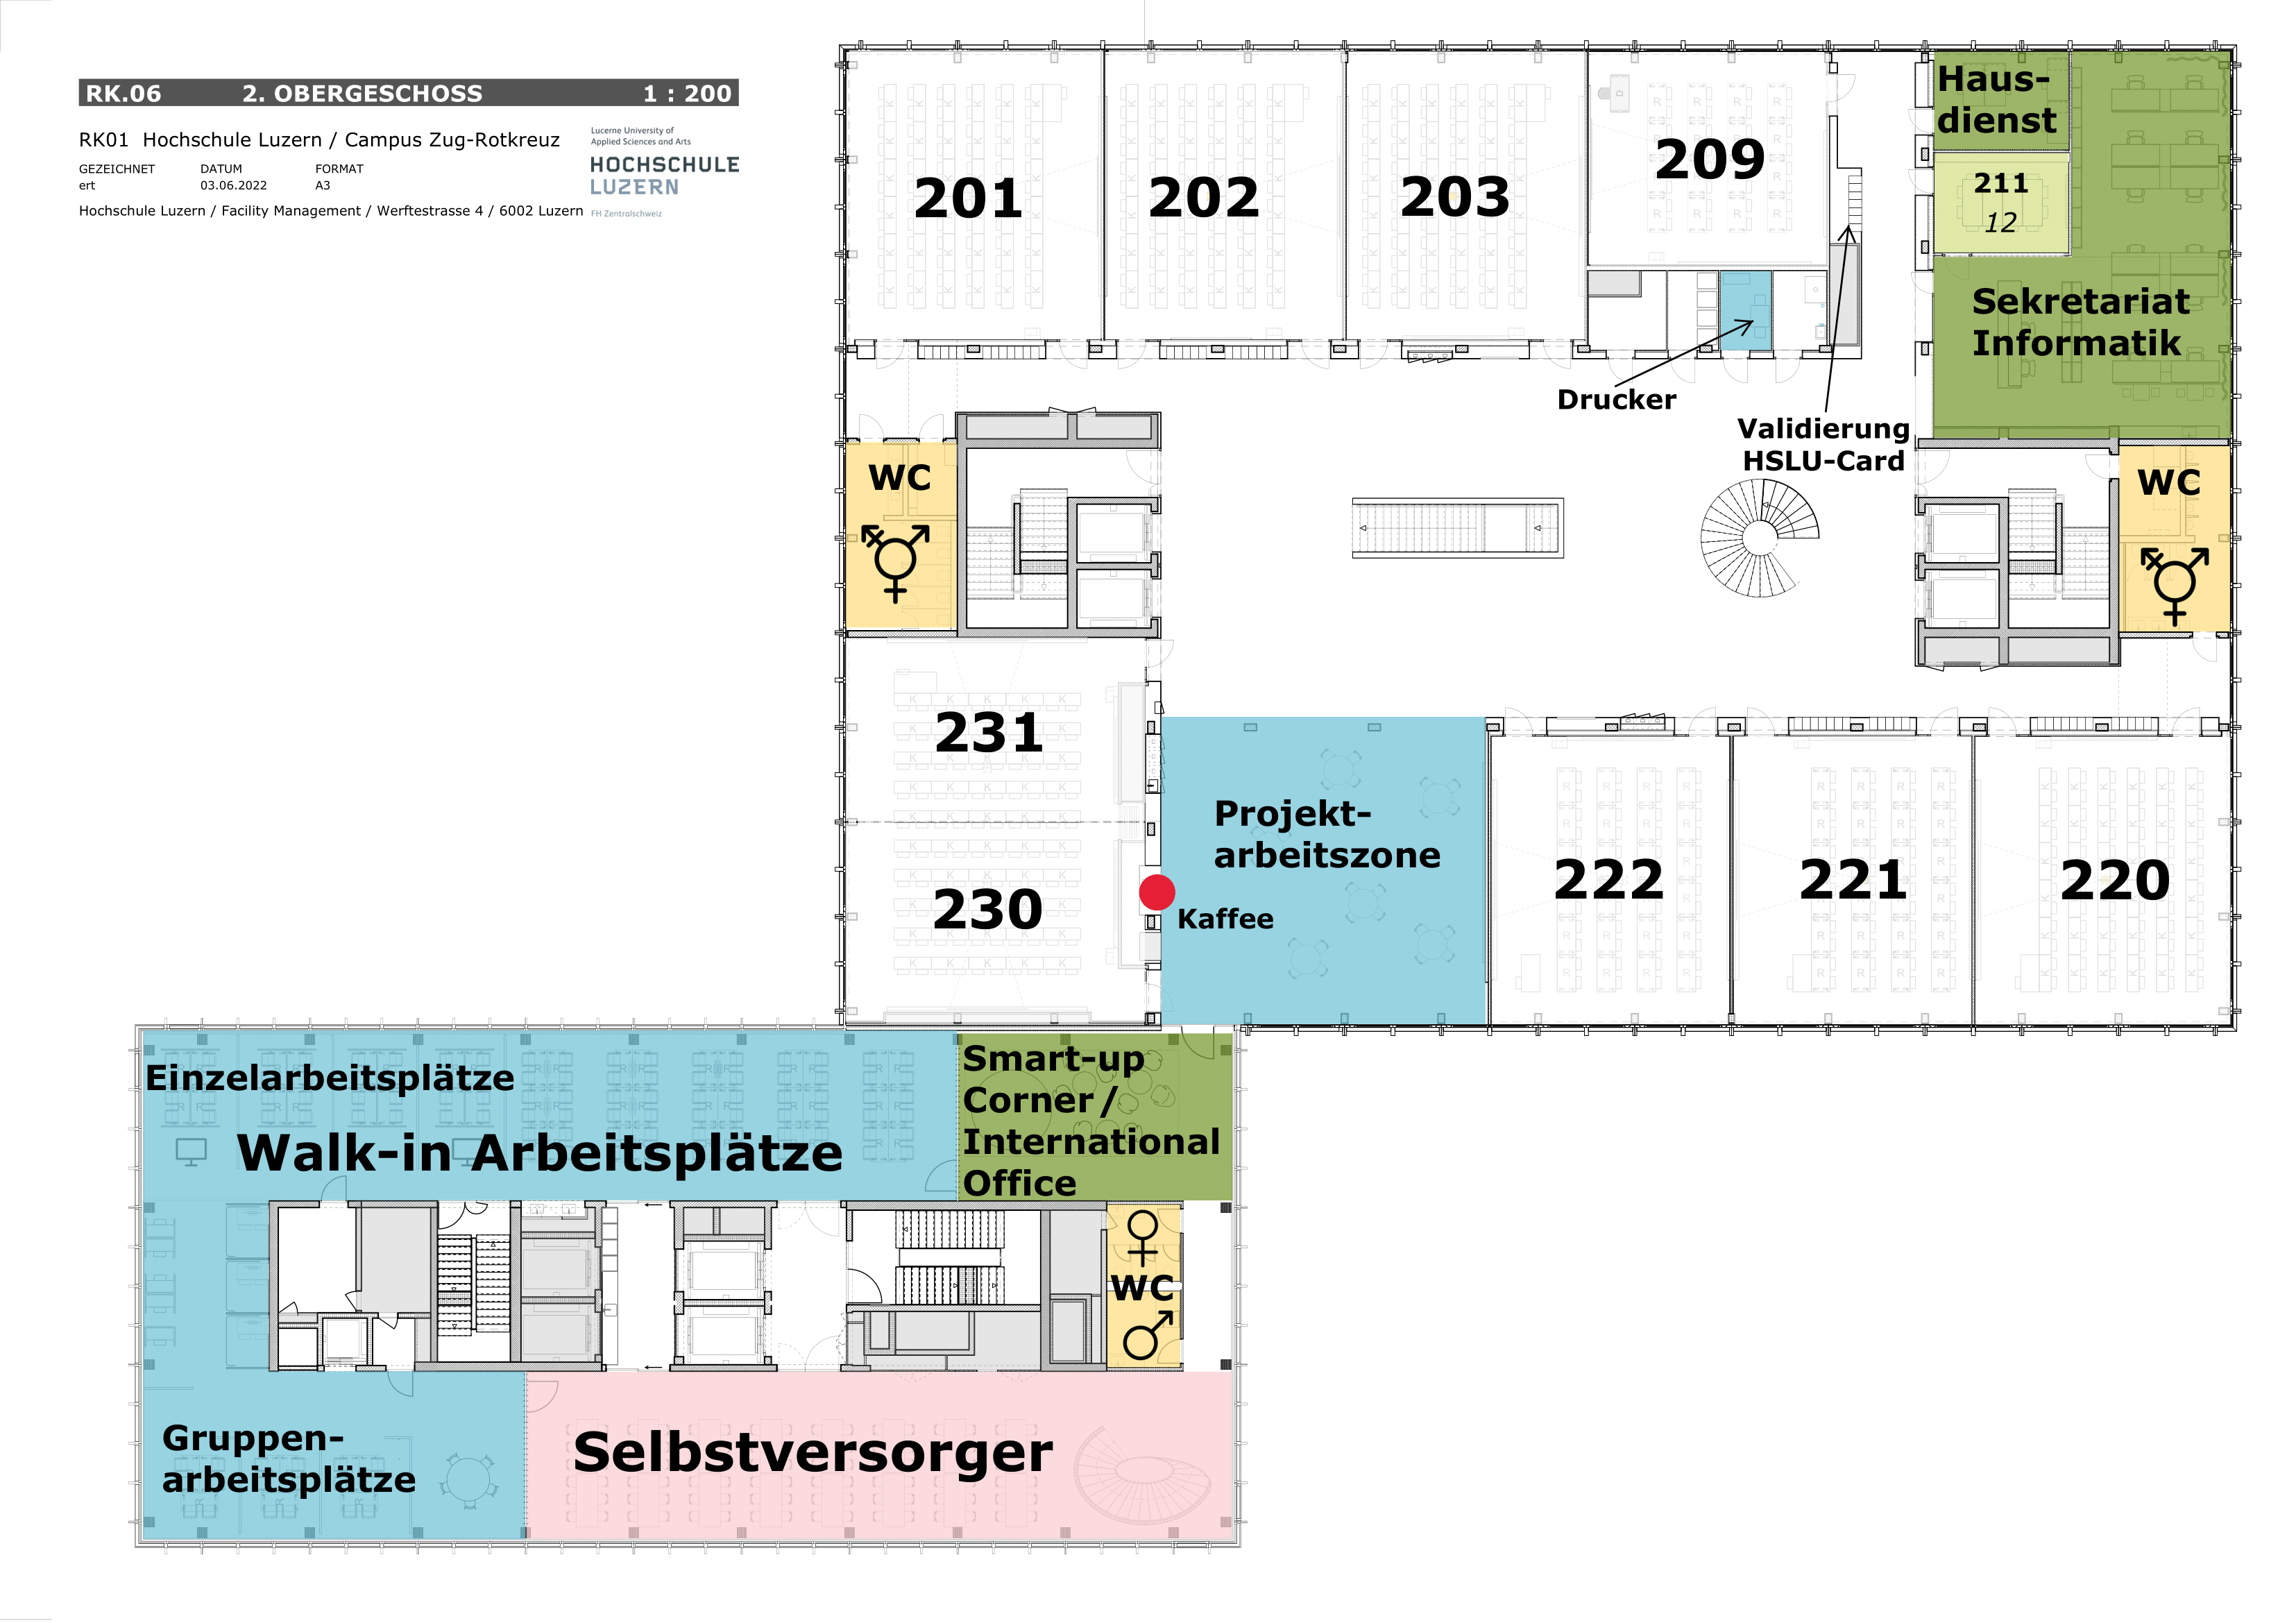 RK.06 2. OBERGESCHOSS 1 : 200
RK01 Hochschule Luzern / Campus Zug-Rotkreuz
GEZEICHNET DATUM FORMAT
ert 03.06.2022 A3
Hochschule Luzern / Facility Management / Werftestrasse 4 / 6002 Luzern
Lucerne University of
Applied Sciences and Arts
HOCHSCHULE
LUZERN
FH Zentralschweiz
201
202
203
209
Haus-
dienst
211
12
Sekretariat
Informatik
Drucker
Validierung
HSLU-Card
WC
WC
231
230
Projekt-
arbeitszone
Kaffee
222
221
220
Einzelarbeitsplätze
Walk-in Arbeitsplätze
Smart-up
Corner /
International
Office
WC
Gruppen-
arbeitsplätze
Selbstversorger